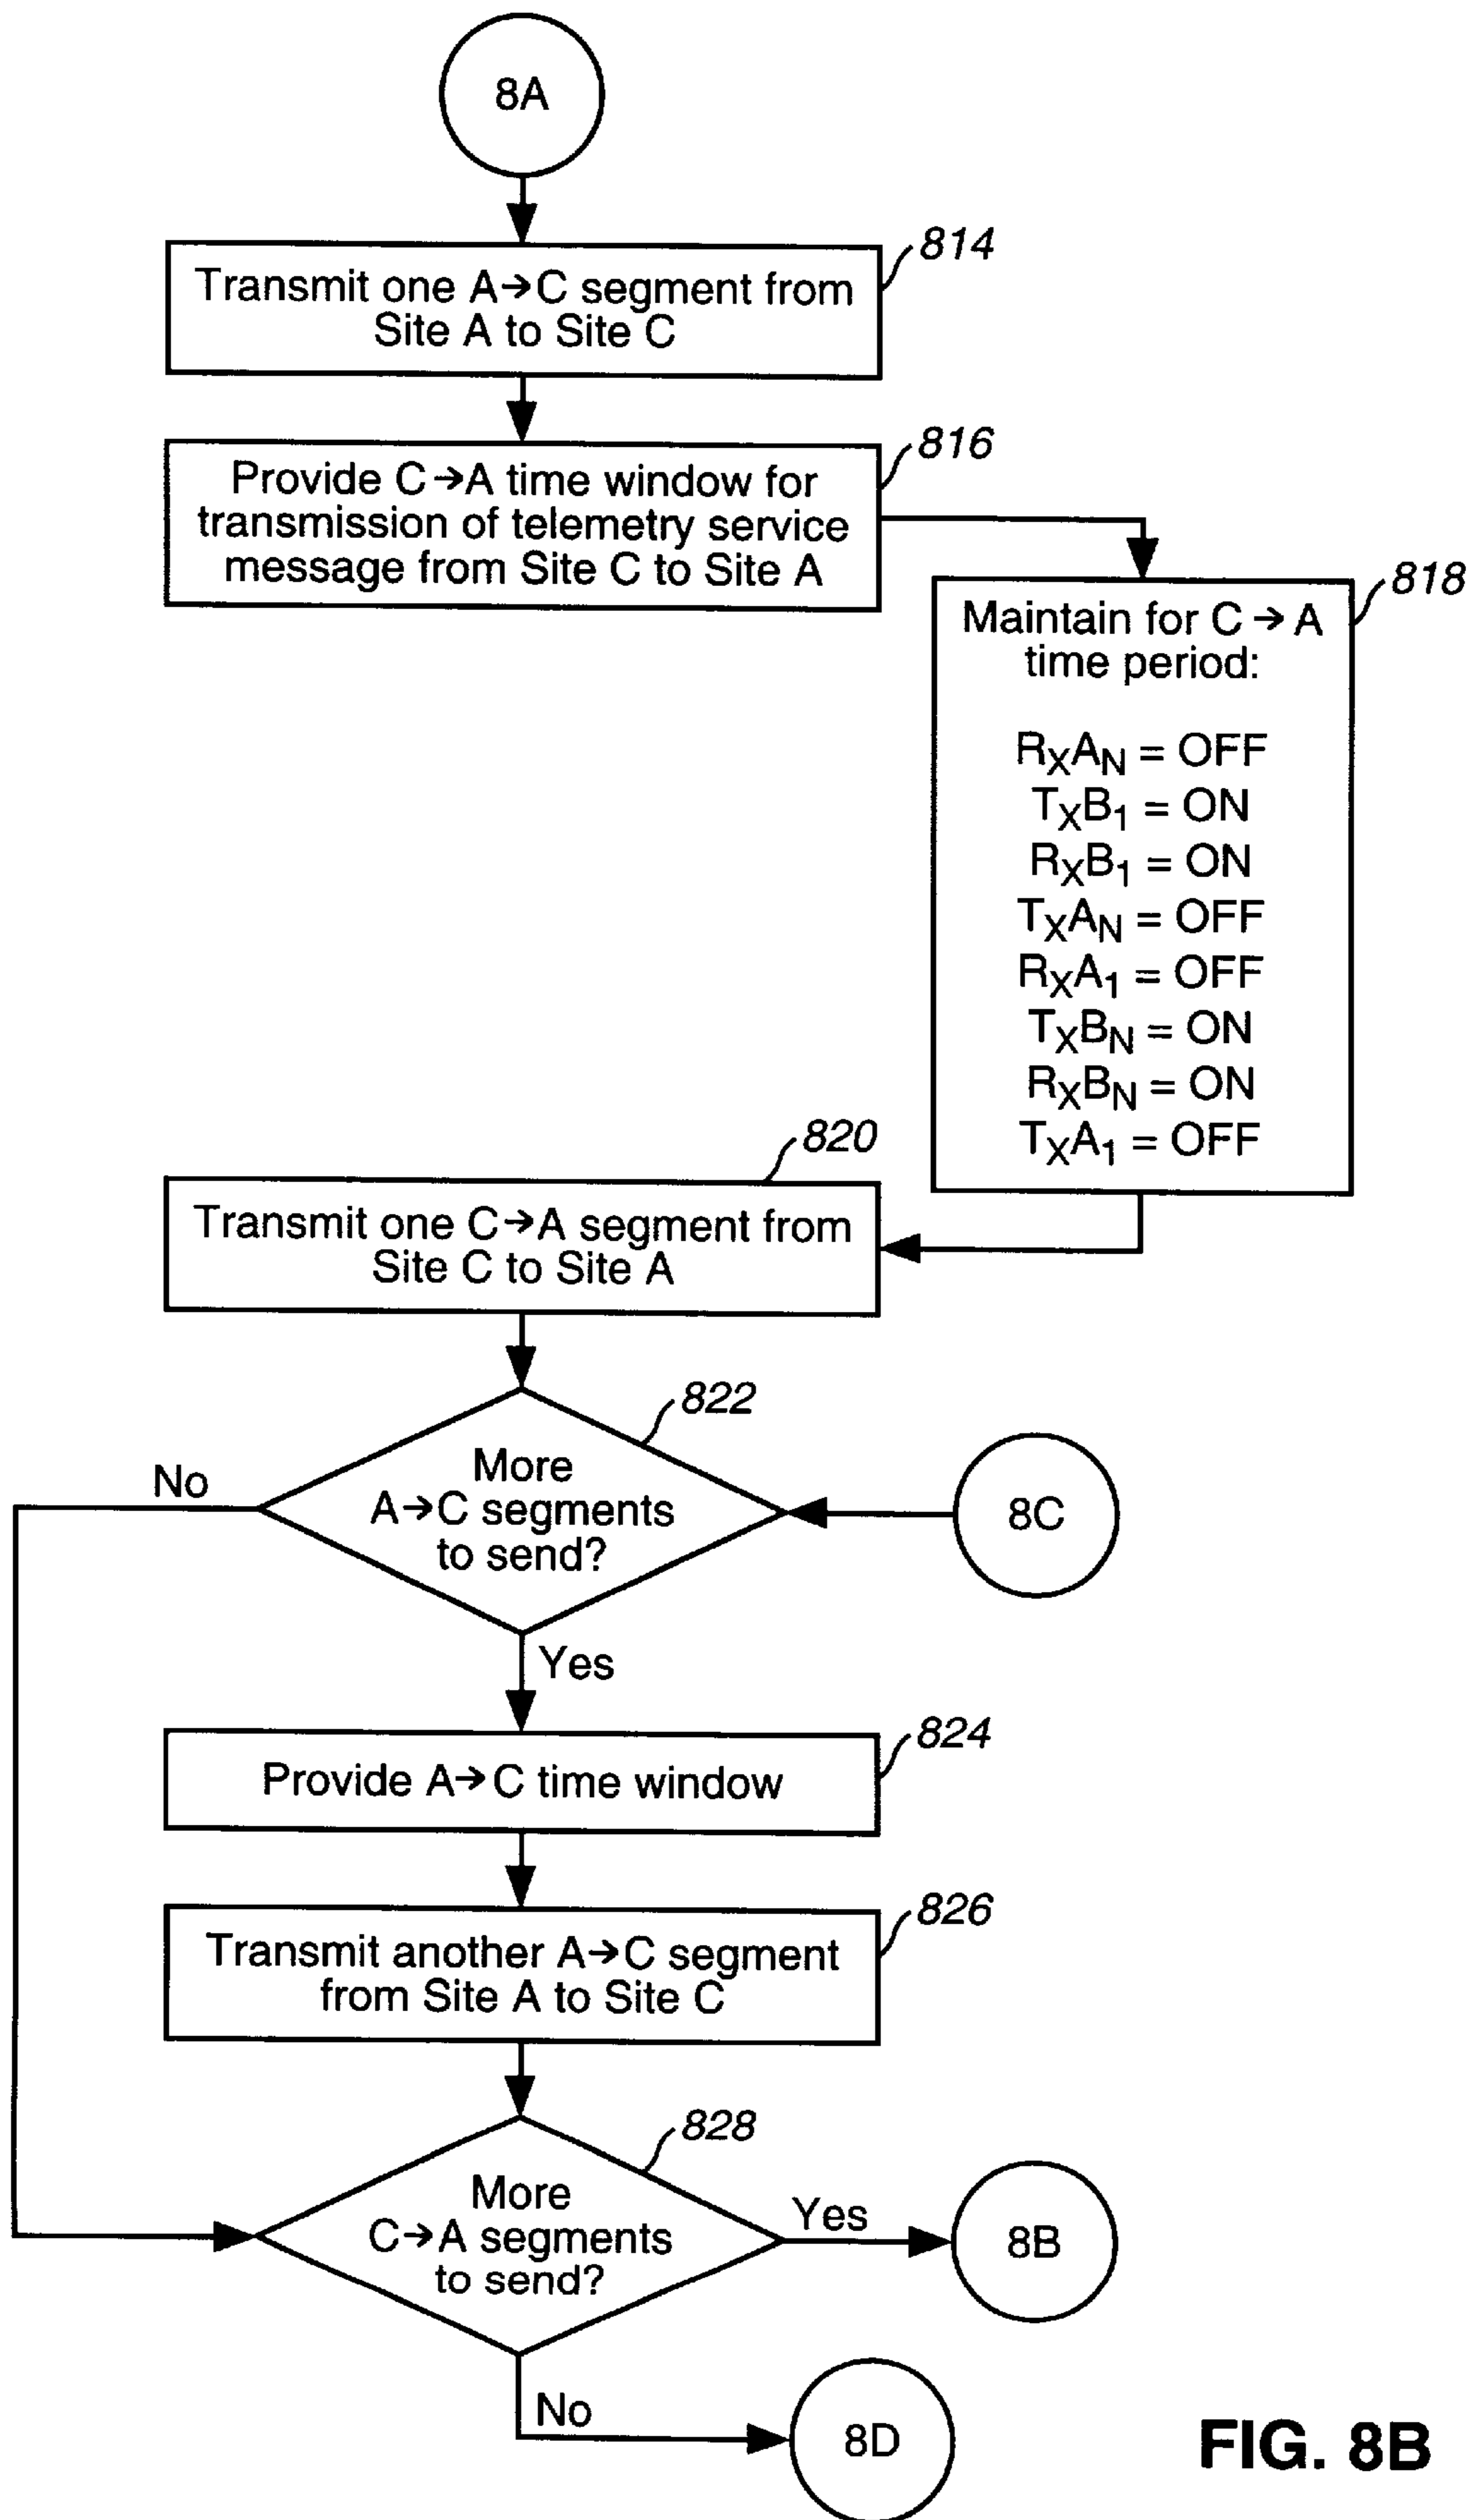 8A
814
Transmit one A→C segment from
Site A to Site C
816
Provide C→A time window for
transmission of telemetry service
message from Site C to Site A
818
Maintain for C→A
time period:
RXAN = OFF
TXB1 = ON
RXB1 = ON
TXAN = OFF
RXA1 = OFF
TXBN = ON
RXBN = ON
TXA1 = OFF
820
Transmit one C→A segment from
Site C to Site A
822
More
A→C segments
to send?
No
8C
Yes
824
Provide A→C time window
826
Transmit another A→C segment
from Site A to Site C
828
More
C→A segments
to send?
Yes
8B
No
8D
FIG. 8B